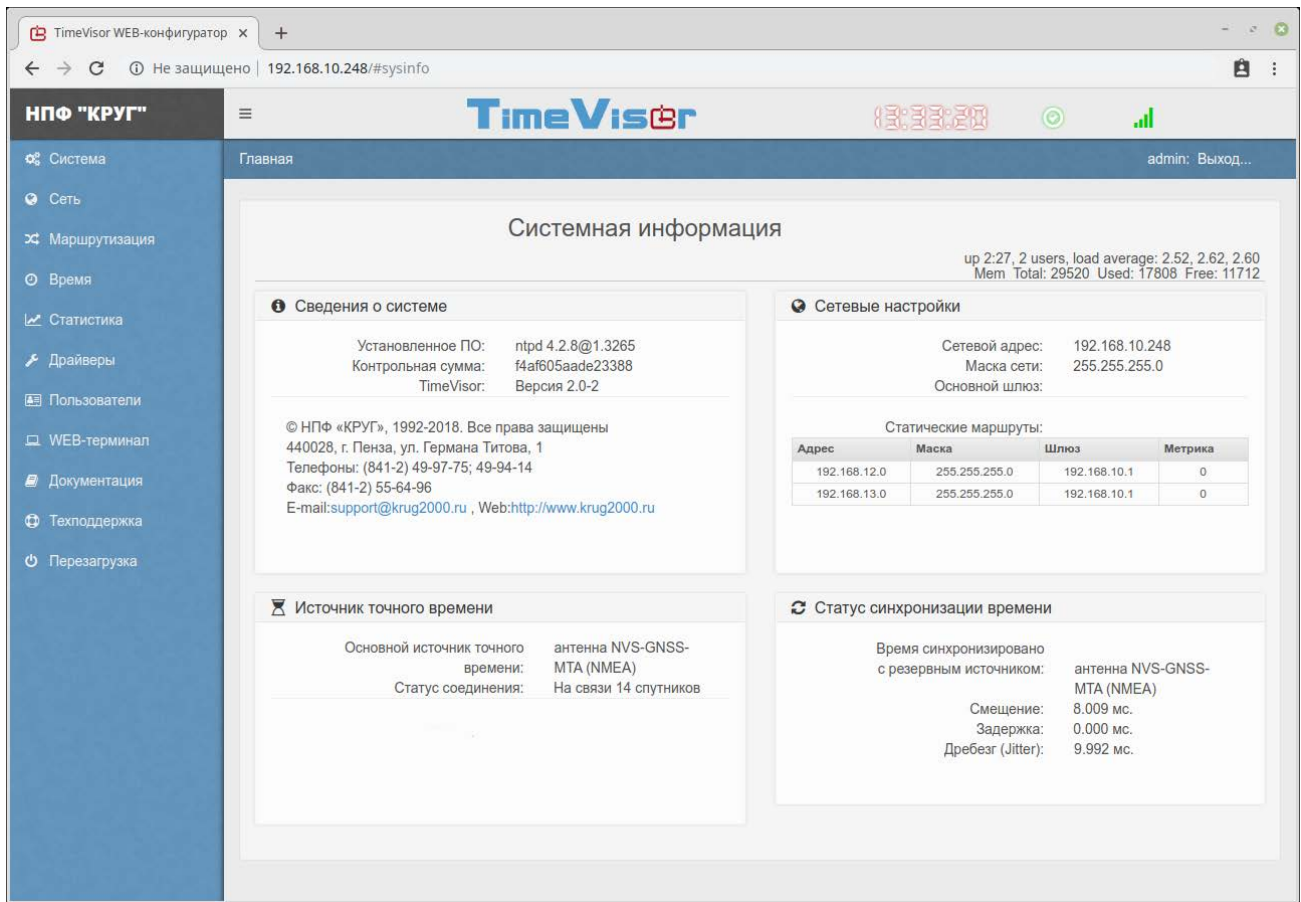 TimeVisor WEB-конфигуратор
Не защищено 192.168.10.248/#sysinfo
НПФ "КРУГ"
TimeVisor
13:33:20
Система
Сеть
Маршрутизация
Время
Статистика
Драйверы
Пользователи
WEB-терминал
Документация
Техподдержка
Перезагрузка
Главная
admin: Выход...
Системная информация
up 2:27, 2 users, load average: 2.52, 2.62, 2.60
Mem Total: 29520 Used: 17808 Free: 11712
Сведения о системе
Установленное ПО: ntpd 4.2.8@1.3265
Контрольная сумма: f4af605aade23388
TimeVisor: Версия 2.0-2
© НПФ «КРУГ», 1992-2018. Все права защищены
440028, г. Пенза, ул. Германа Титова, 1
Телефоны: (841-2) 49-97-75; 49-94-14
Факс: (841-2) 55-64-96
E-mail:support@krug2000.ru , Web:http://www.krug2000.ru
Сетевые настройки
Сетевой адрес: 192.168.10.248
Маска сети: 255.255.255.0
Основной шлюз:
Статические маршруты:
Адрес Маска Шлюз Метрика
192.168.12.0 255.255.255.0 192.168.10.1 0
192.168.13.0 255.255.255.0 192.168.10.1 0
Источник точного времени
Основной источник точного антенна NVS-GNSS-
времени: MTA (NMEA)
Статус соединения: На связи 14 спутников
Статус синхронизации времени
Время синхронизировано
с резервным источником: антенна NVS-GNSS-
MTA (NMEA)
Смещение: 8.009 мс.
Задержка: 0.000 мс.
Дребезг (Jitter): 9.992 мс.